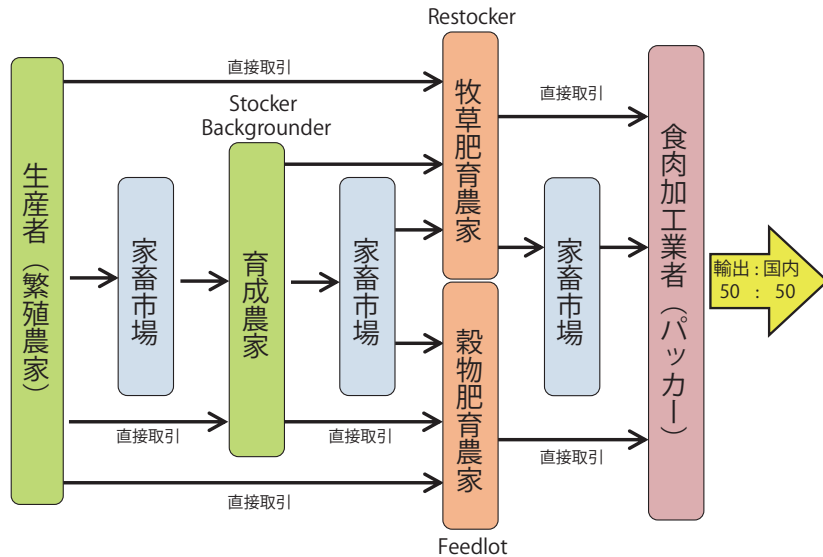 Restocker
直接取引
Stocker
Backgrounder
直接取引
生産者（繁殖農家）
家畜市場
育成農家
家畜市場
牧草肥育農家
家畜市場
食肉加工業者（パッカー）
輸出：国内
50 : 50
穀物肥育農家
直接取引
直接取引
直接取引
直接取引
Feedlot